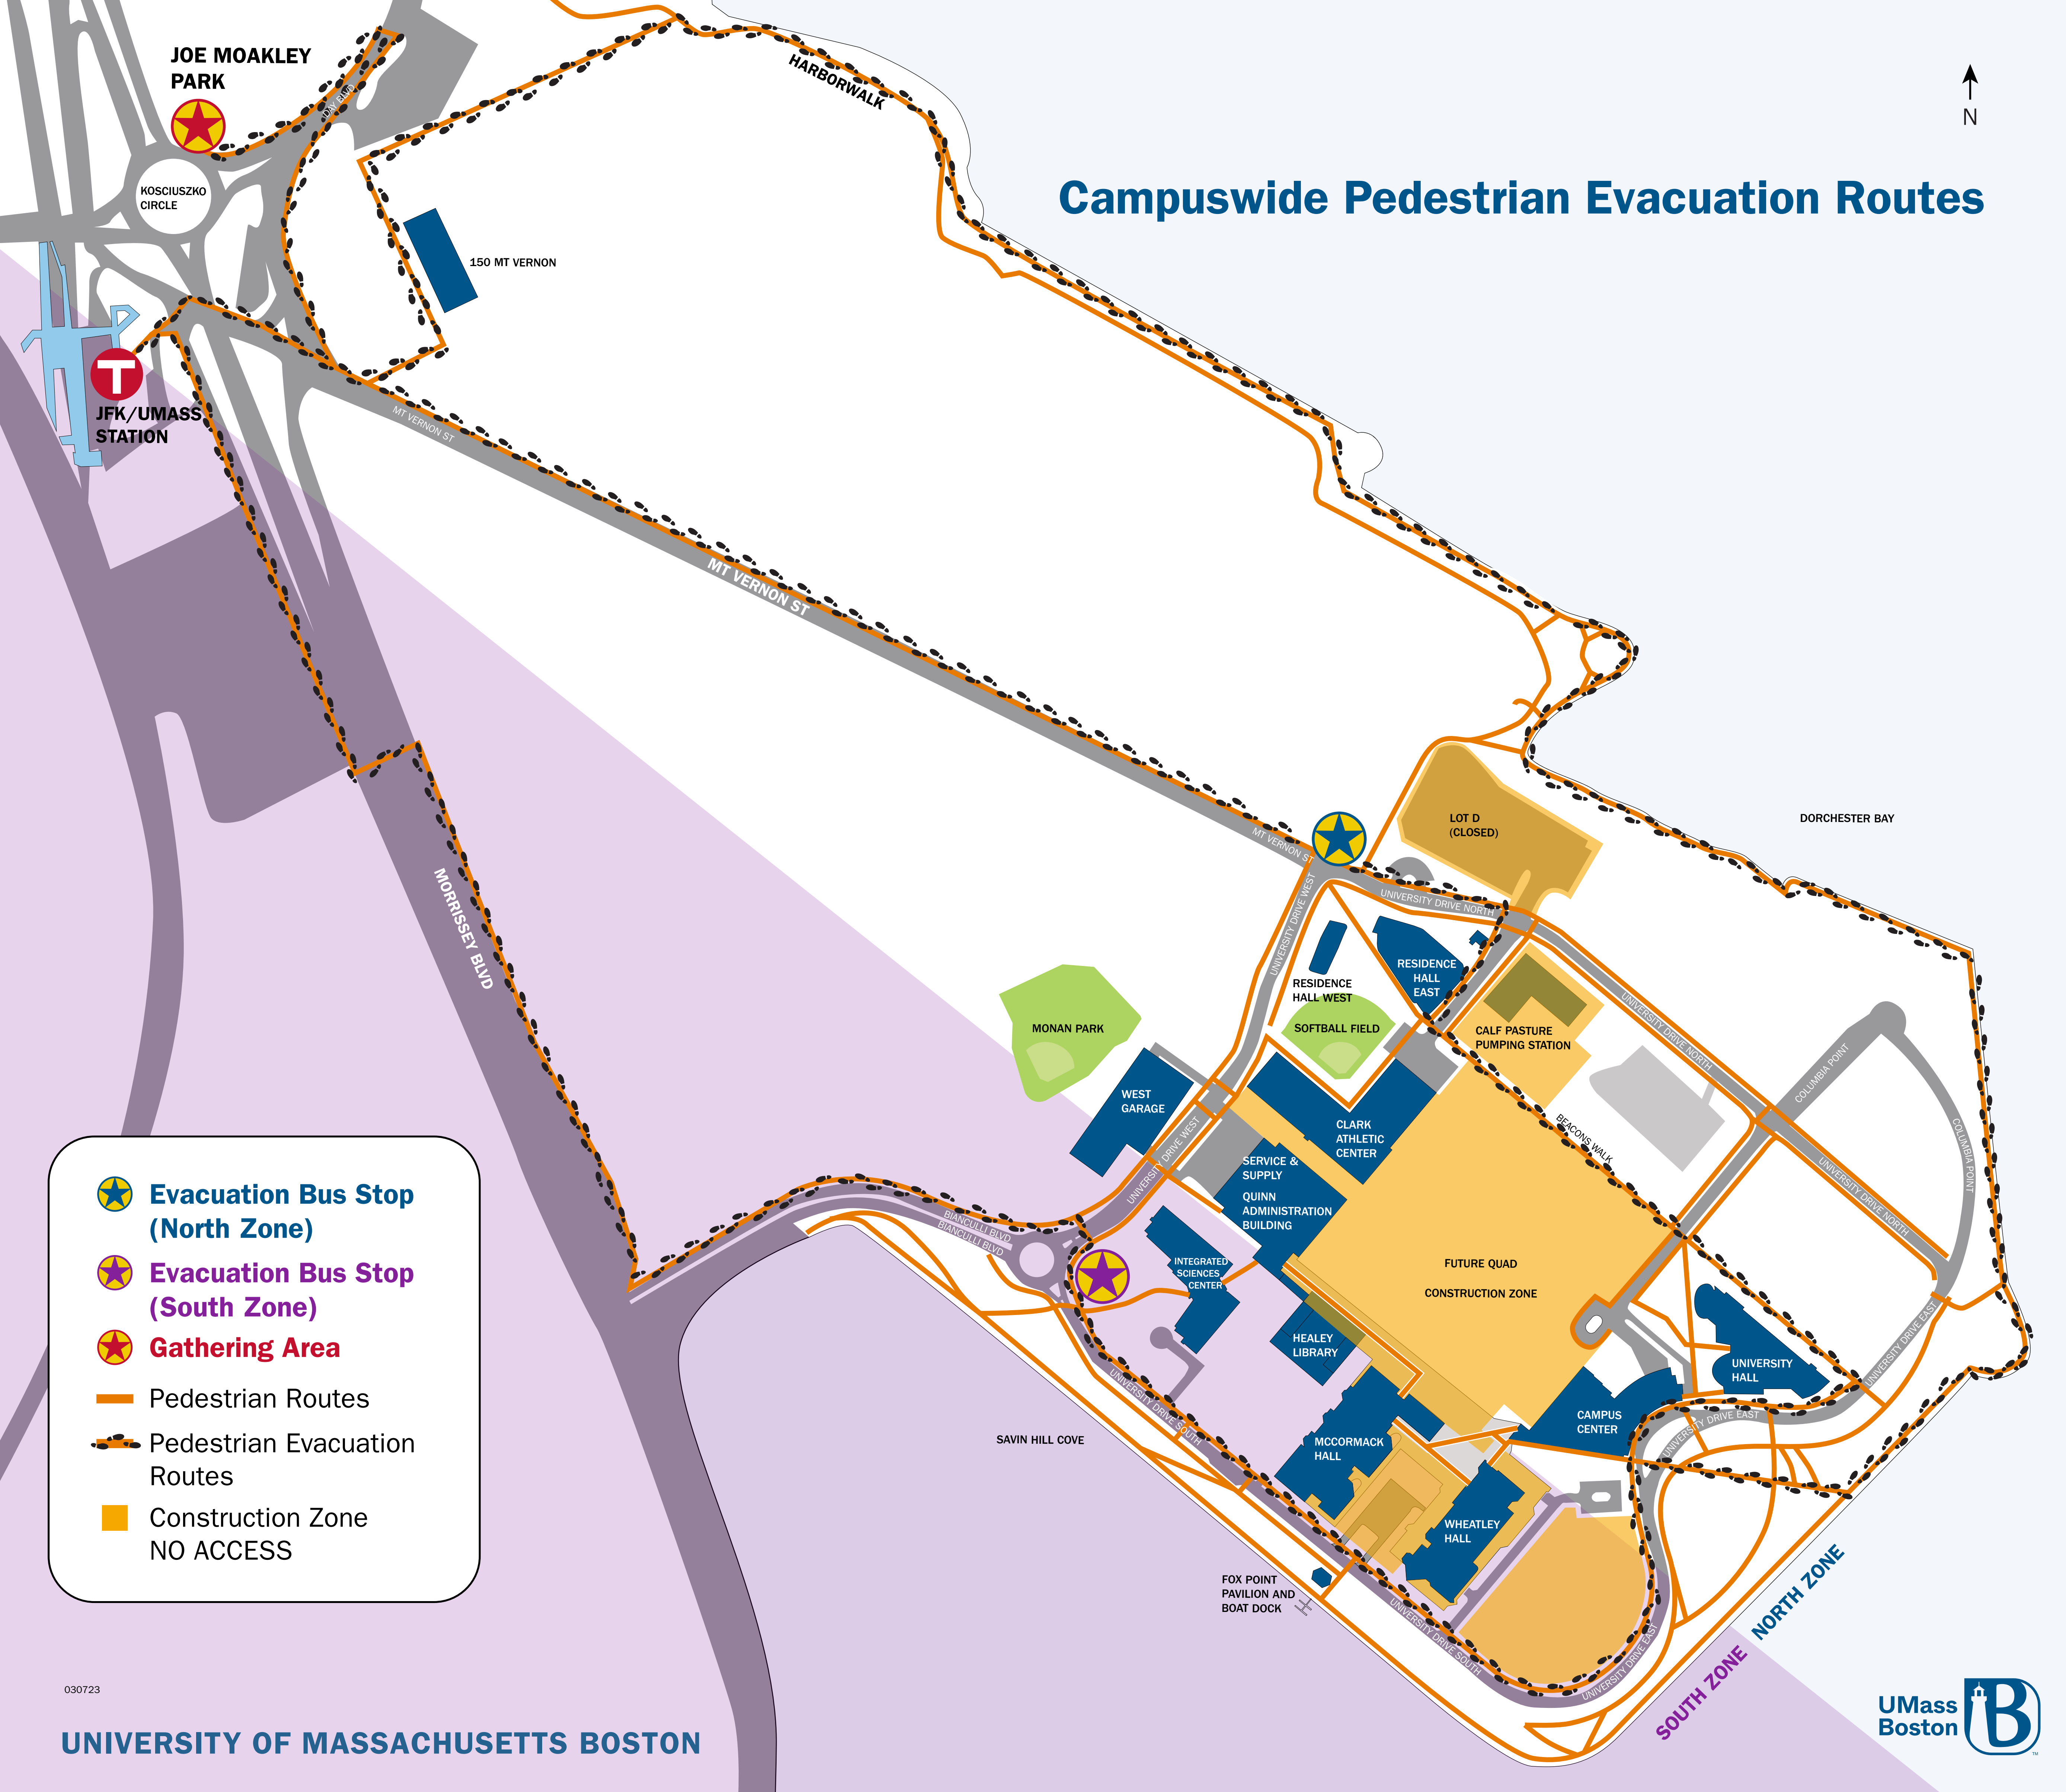 JOE MOAKLEY
PARK
HARBORWALK
N
DAY BLVD
KOSCIUSZKO
CIRCLE
Campuswide Pedestrian Evacuation Routes
150 MT VERNON
T
JFK/UMASS
STATION
MT VERNON ST
MT VERNON ST
MT VERNON ST
LOT D
(CLOSED)
DORCHESTER BAY
UNIVERSITY DRIVE NORTH
UNIVERSITY DRIVE WEST
MORRISSEY BLVD
RESIDENCE
HALL
EAST
RESIDENCE
HALL WEST
SOFTBALL FIELD
MONAN PARK
CALF PASTURE
PUMPING STATION
UNIVERSITY DRIVE NORTH
COLUMBIA POINT
COLUMBIA POINT
WEST
GARAGE
CLARK
ATHLETIC
CENTER
BEACONS WALK
UNIVERSITY DRIVE WEST
SERVICE &
SUPPLY
QUINN
ADMINISTRATION
BUILDING
UNIVERSITY DRIVE NORTH
BIANCULLI BLVD
BIANCULLI BLVD
INTEGRATED
SCIENCES
CENTER
FUTURE QUAD
CONSTRUCTION ZONE
HEALEY
LIBRARY
UNIVERSITY
HALL
UNIVERSITY DRIVE EAST
UNIVERSITY DRIVE SOUTH
CAMPUS
CENTER
UNIVERSITY DRIVE EAST
SAVIN HILL COVE
MCCORMACK
HALL
WHEATLEY
HALL
FOX POINT
PAVILION AND
BOAT DOCK
UNIVERSITY DRIVE SOUTH
UNIVERSITY DRIVE EAST
NORTH ZONE
SOUTH ZONE
Evacuation Bus Stop
(North Zone)
Evacuation Bus Stop
(South Zone)
Gathering Area
Pedestrian Routes
Pedestrian Evacuation
Routes
Construction Zone
NO ACCESS
030723
UNIVERSITY OF MASSACHUSETTS BOSTON
UMass
Boston
B
TM